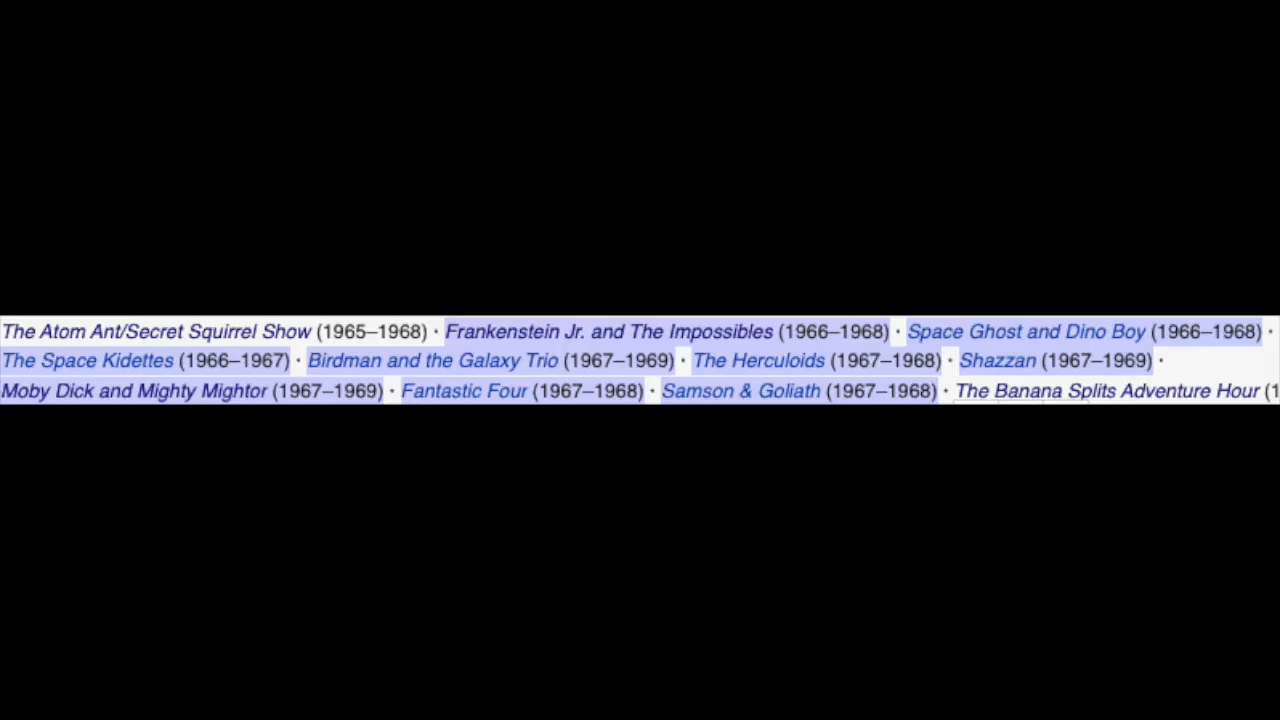 The Atom Ant/Secret Squirrel Show (1965–1968) · Frankenstein Jr. and The Impossibles (1966–1968) · Space Ghost and Dino Boy (1966–1968) ·
The Space Kidettes (1966–1967) · Birdman and the Galaxy Trio (1967–1969) · The Herculoids (1967–1968) · Shazzan (1967–1969) ·
Moby Dick and Mighty Mightor (1967–1969) · Fantastic Four (1967–1968) · Samson & Goliath (1967–1968) · The Banana Splits Adventure Hour (1